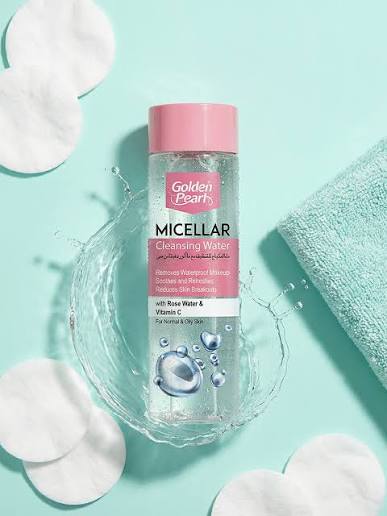 Golden
Pearl
MICELLAR
Cleansing Water
Removes Waterproof Makeup
Soothes and Refreshes
Reduces Skin Breakouts
with Rose Water &
Vitamin C
For Normal & Oily Skin